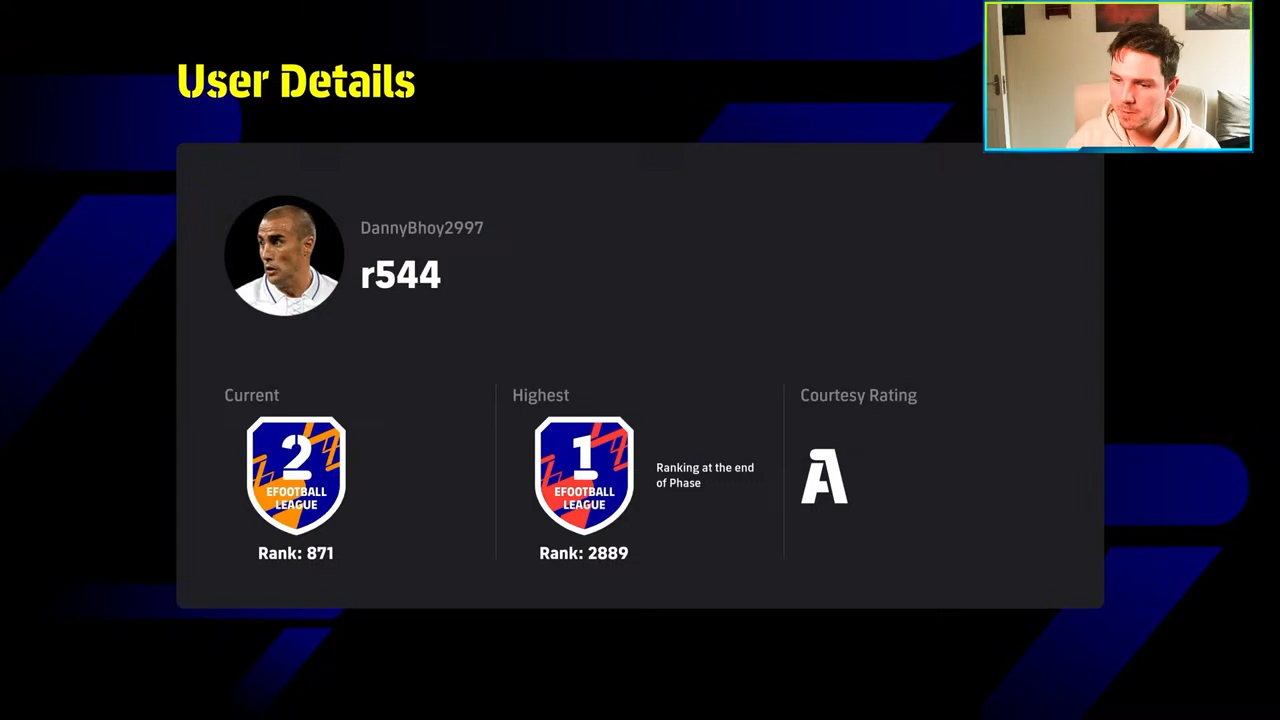 User Details
DannyBhoy2997
r544
Current
2
EFOOTBALL
LEAGUE
Rank: 871
Highest
1
EFOOTBALL
LEAGUE
Rank: 2889
Ranking at the end
of Phase
Courtesy Rating
A